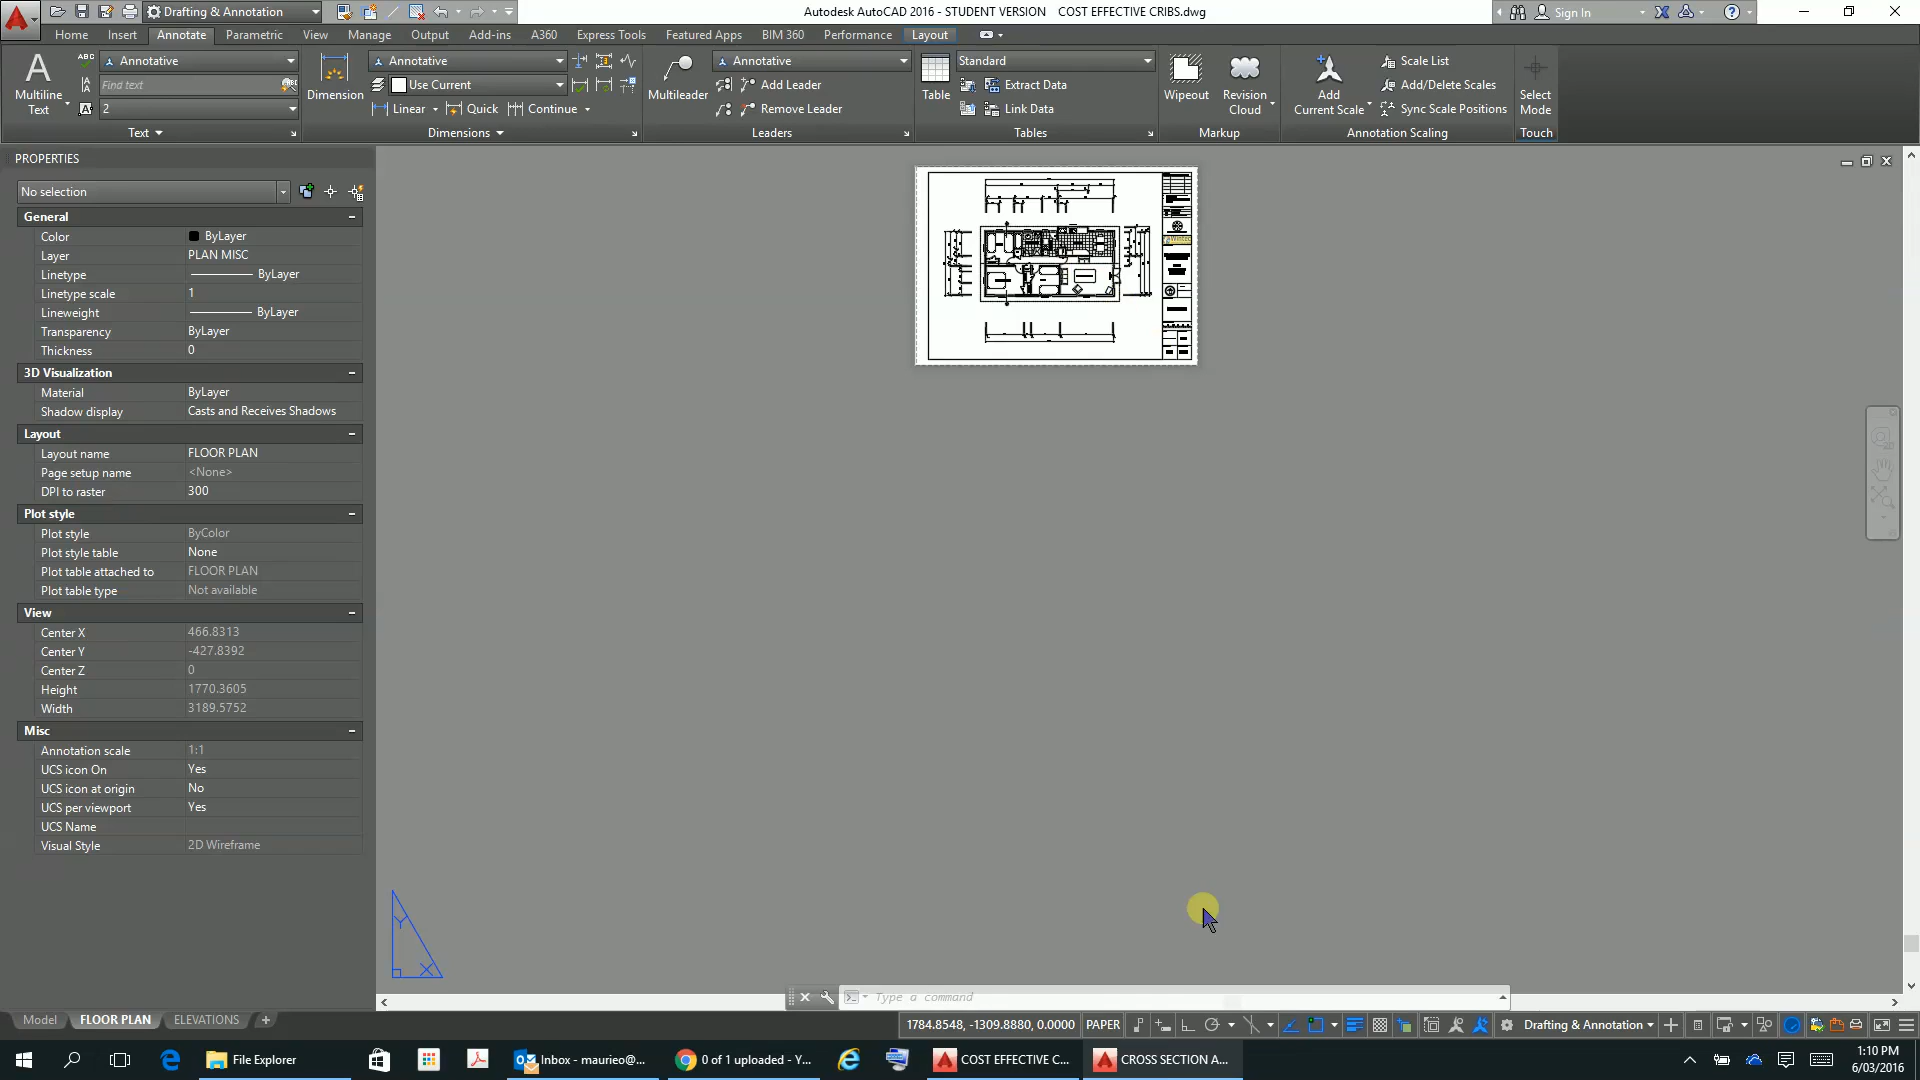 Drafting & Annotation
Autodesk AutoCAD 2016 - STUDENT VERSION COST EFFECTIVE CRIBS.dwg
Sign In
Home Insert Annotate Parametric View Manage Output Add-ins A360 Express Tools Featured Apps BIM 360 Performance Layout
Multiline
Text
ABC
Annotative
Find text
2
Text
Dimension
Annotative
Use Current
Linear Quick Continue
Dimensions
Multileader
Annotative
Add Leader
Remove Leader
Leaders
Table
Standard
Extract Data
Link Data
Tables
Wipeout
Revision
Cloud
Markup
Add
Current Scale
Scale List
Add/Delete Scales
Sync Scale Positions
Annotation Scaling
Select
Mode
Touch
PROPERTIES
No selection
General
Color ByLayer
Layer PLAN MISC
Linetype ByLayer
Linetype scale 1
Lineweight ByLayer
Transparency ByLayer
Thickness 0
3D Visualization
Material ByLayer
Shadow display Casts and Receives Shadows
Layout
Layout name FLOOR PLAN
Page setup name <None>
DPI to raster 300
Plot style
Plot style ByColor
Plot style table None
Plot table attached to FLOOR PLAN
Plot table type Not available
View
Center X 466.8313
Center Y -427.8392
Center Z 0
Height 1770.3605
Width 3189.5752
Misc
Annotation scale 1:1
UCS icon On Yes
UCS icon at origin No
UCS per viewport Yes
UCS Name
Visual Style 2D Wireframe
Y
X
Type a command
Model FLOOR PLAN ELEVATIONS +
1784.8548, -1309.8880, 0.0000 PAPER Drafting & Annotation
File Explorer
Inbox - maurieo@...
0 of 1 uploaded - Y...
COST EFFECTIVE C...
CROSS SECTION A...
1:10 PM
6/03/2016